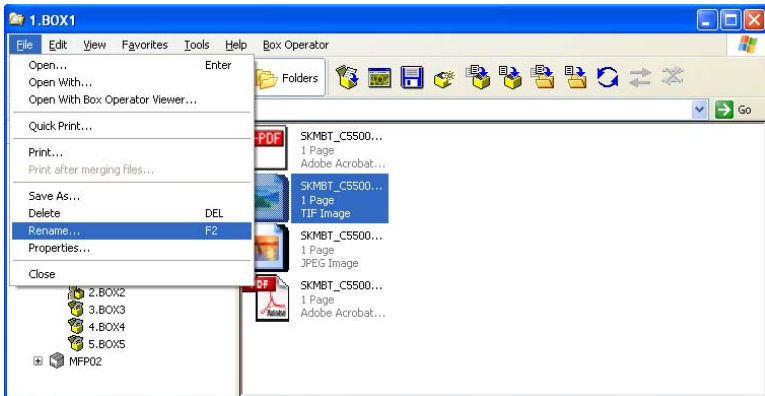 1.BOX1
File Edit View Favorites Tools Help Box Operator
Open... Enter
Open With...
Open With Box Operator Viewer...
Quick Print...
Print...
Print after merging files...
Save As...
Delete DEL
Rename... F2
Properties...
Close
Folders
Go
PDF
SKMBT_C5500...
1 Page
Adobe Acrobat...
SKMBT_C5500...
1 Page
TIF Image
SKMBT_C5500...
1 Page
JPEG Image
SKMBT_C5500...
1 Page
Adobe Acrobat...
2.BOX2
3.BOX3
4.BOX4
5.BOX5
MFP02